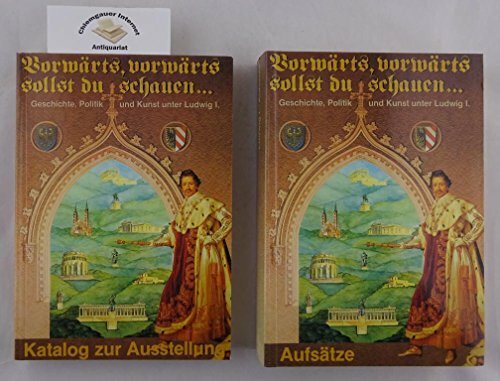 Chiemgauer Internet
Antiquariat
Vorwärts, vorwärts
sollst du schauen...
Geschichte, Politik und Kunst unter Ludwig I.
Katalog zur Ausstellung
Vorwärts, vorwärts
sollst du schauen...
Geschichte, Politik und Kunst unter Ludwig I.
Aufsätze